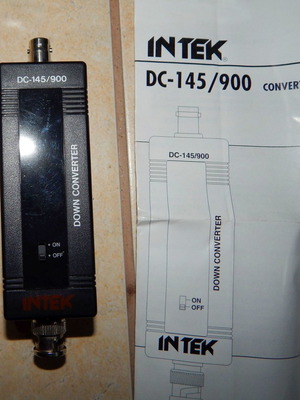 DC-145/900
DOWN CONVERTER
• ON
• OFF
INTEK
INTEK®
DC-145/900 CONVERT
DC-145/900
DOWN CONVERTER
ON
OFF
INTEK